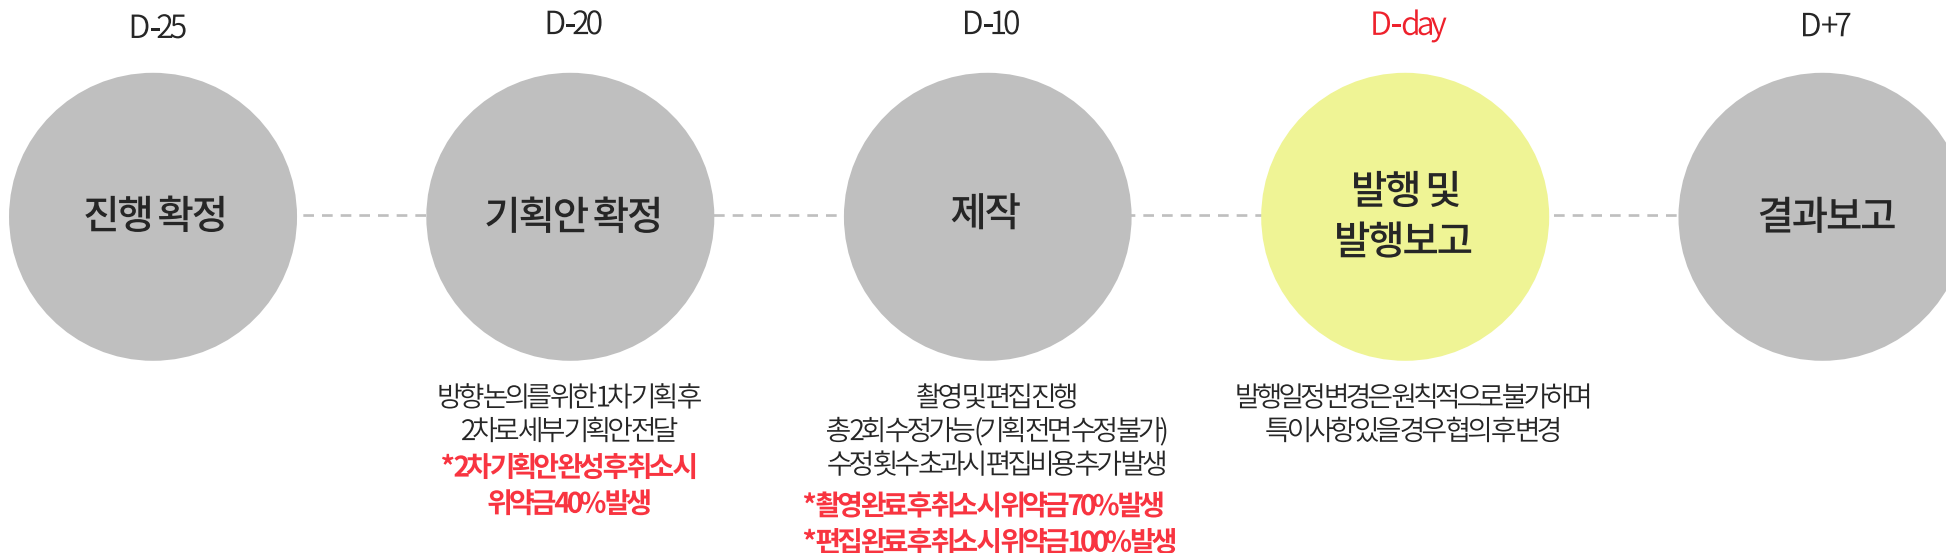 D-25
진행 확정
D-20
기획안 확정
방향 논의를 위한 1차 기획 후
2차로 세부 기획안 전달
*2차 기획안 완성 후 취소 시
위약금 40% 발생
D-10
제작
촬영 및 편집 진행
총 2회 수정 가능 (기획 전면 수정 불가)
수정 횟수 초과 시 편집 비용 추가 발생
*촬영 완료 후 취소 시 위약금 70% 발생
*편집 완료 후 취소 시 위약금 100% 발생
D-day
발행 및
발행보고
발행일정 변경은 원칙적으로 불가하며
특이사항 있을 경우 협의 후 변경
D+7
결과보고